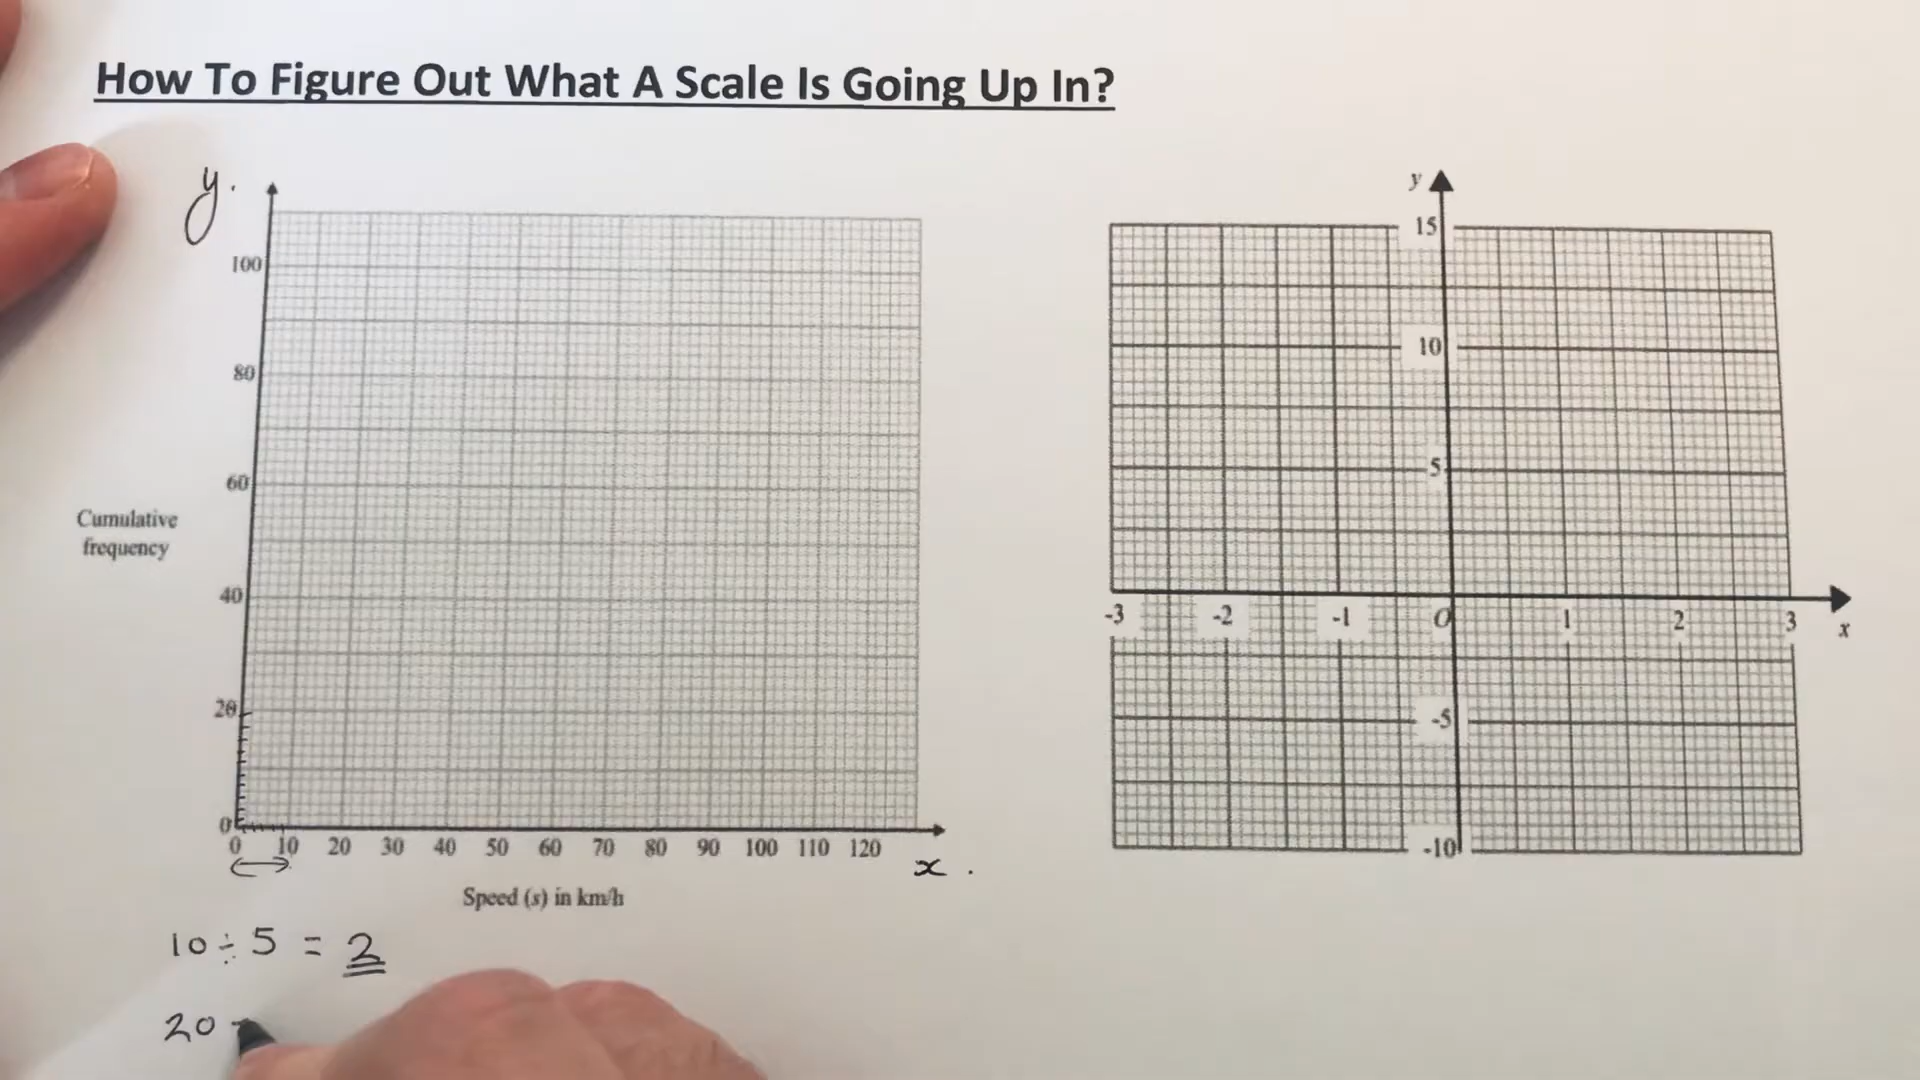 How To Figure Out What A Scale Is Going Up In?
y.
100
80
60
Cumulative
frequency
40
20
0
0 10 20 30 40 50 60 70 80 90 100 110 120
x.
Speed (s) in km/h
10 ÷ 5 = 2
20
y
15
10
5
-3 -2 -1 O 1 2 3
x
-5
-10